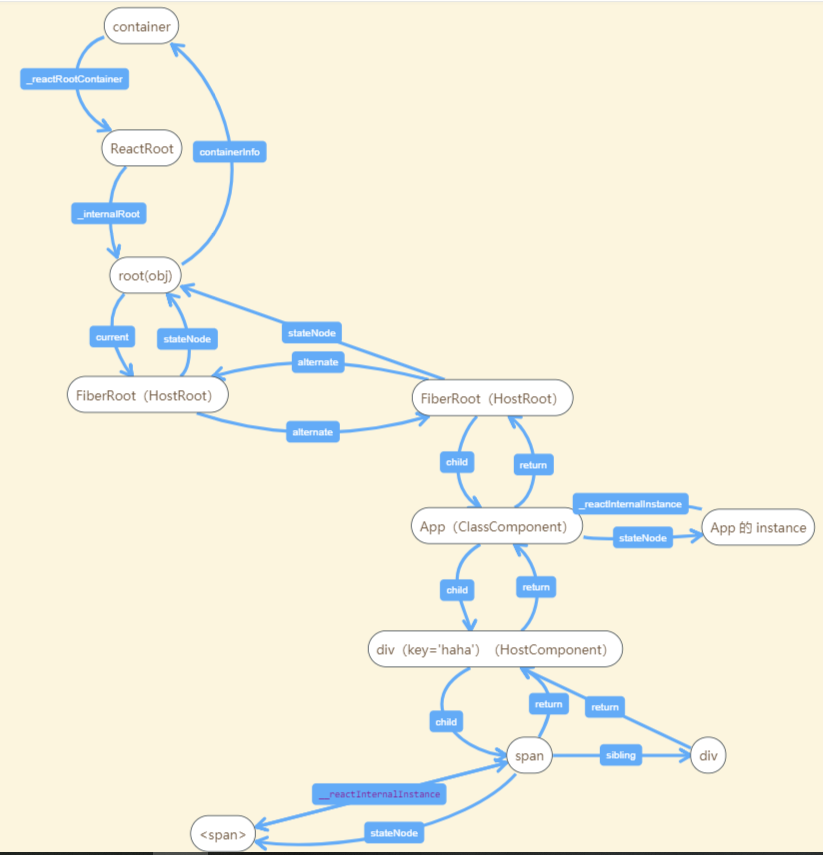 container
_reactRootContainer
ReactRoot
containerInfo
_internalRoot
root(obj)
current
stateNode
stateNode
alternate
FiberRoot（HostRoot）
FiberRoot（HostRoot）
alternate
child
return
_reactInternalInstance
App（ClassComponent）
App 的 instance
stateNode
child
return
div（key='haha'）（HostComponent）
child
return
return
span
sibling
div
__reactInternalInstance
<span>
stateNode